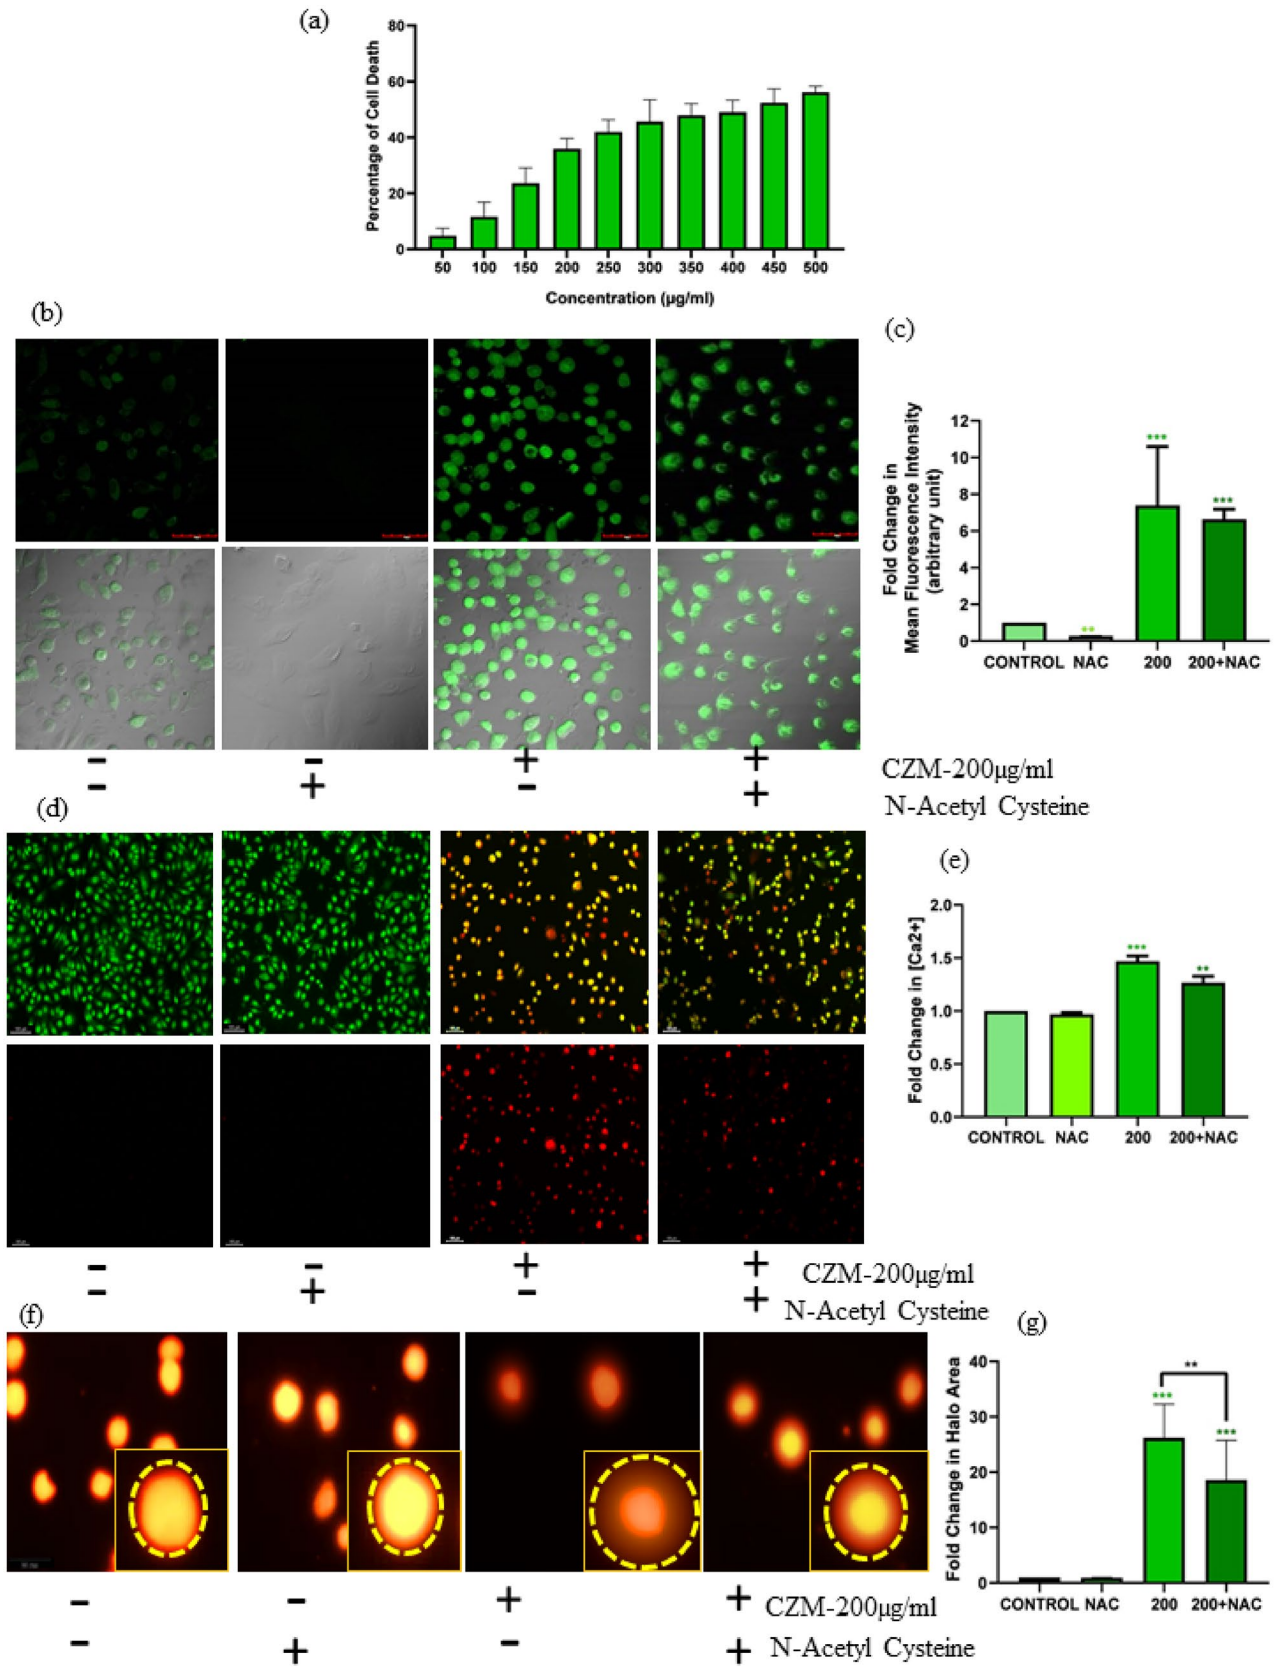 (a)
Percentage of Cell Death
80
60
40
20
0
50 100 150 200 250 300 350 400 450 500
Concentration (µg/ml)
(b)
(c)
Fold Change in
Mean Fluorescence Intensity
(arbitrary unit)
12
10
8
6
4
2
0
***
***
**
CONTROL NAC 200 200+NAC
− − + +
− + − +
CZM-200µg/ml
N-Acetyl Cysteine
(d)
(e)
Fold Change in [Ca2+]
2.0
1.5
1.0
0.5
0.0
***
**
CONTROL NAC 200 200+NAC
− − + +
− + − +
CZM-200µg/ml
N-Acetyl Cysteine
(f)
(g)
Fold Change in Halo Area
40
30
20
10
0
**
***
***
CONTROL NAC 200 200+NAC
− − + +
− + − +
CZM-200µg/ml
N-Acetyl Cysteine